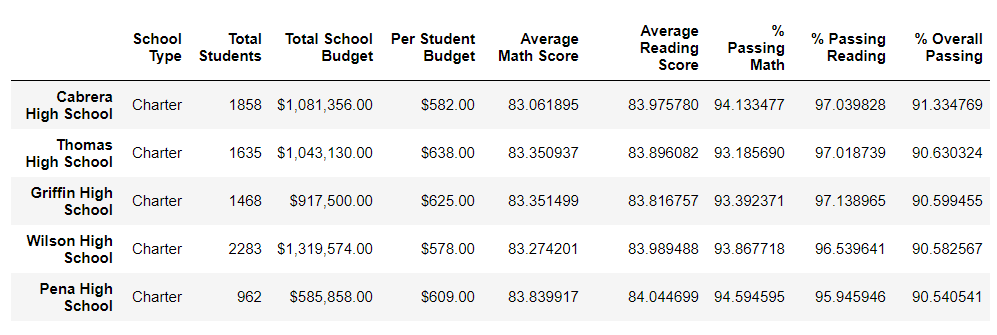 School Type Total Students Total School Budget Per Student Budget Average Math Score Average Reading Score % Passing Math % Passing Reading % Overall Passing
Cabrera High School Charter 1858 $1,081,356.00 $582.00 83.061895 83.975780 94.133477 97.039828 91.334769
Thomas High School Charter 1635 $1,043,130.00 $638.00 83.350937 83.896082 93.185690 97.018739 90.630324
Griffin High School Charter 1468 $917,500.00 $625.00 83.351499 83.816757 93.392371 97.138965 90.599455
Wilson High School Charter 2283 $1,319,574.00 $578.00 83.274201 83.989488 93.867718 96.539641 90.582567
Pena High School Charter 962 $585,858.00 $609.00 83.839917 84.044699 94.594595 95.945946 90.540541